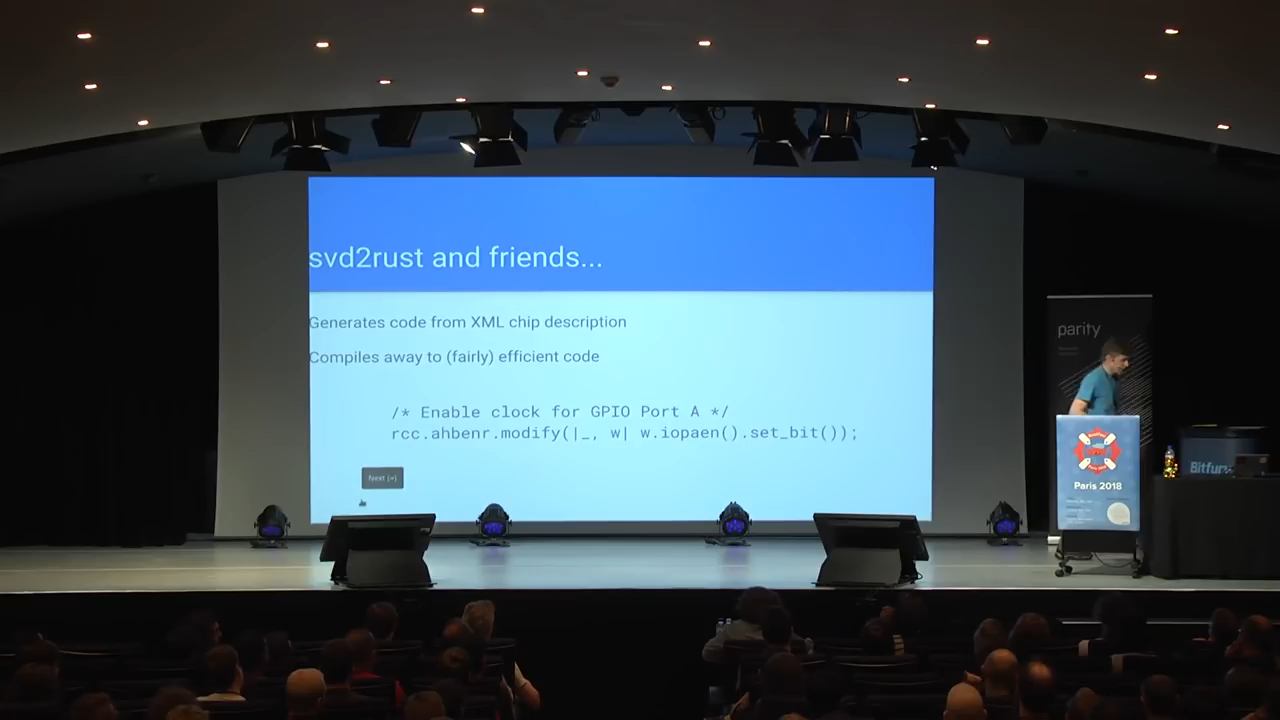 svd2rust and friends...
Generates code from XML chip description
Compiles away to (fairly) efficient code
/* Enable clock for GPIO Port A */
rcc.ahbenr.modify(|_, w| w.iopaen().set_bit());
Next (→)
parity
Paris 2018
Bitfury